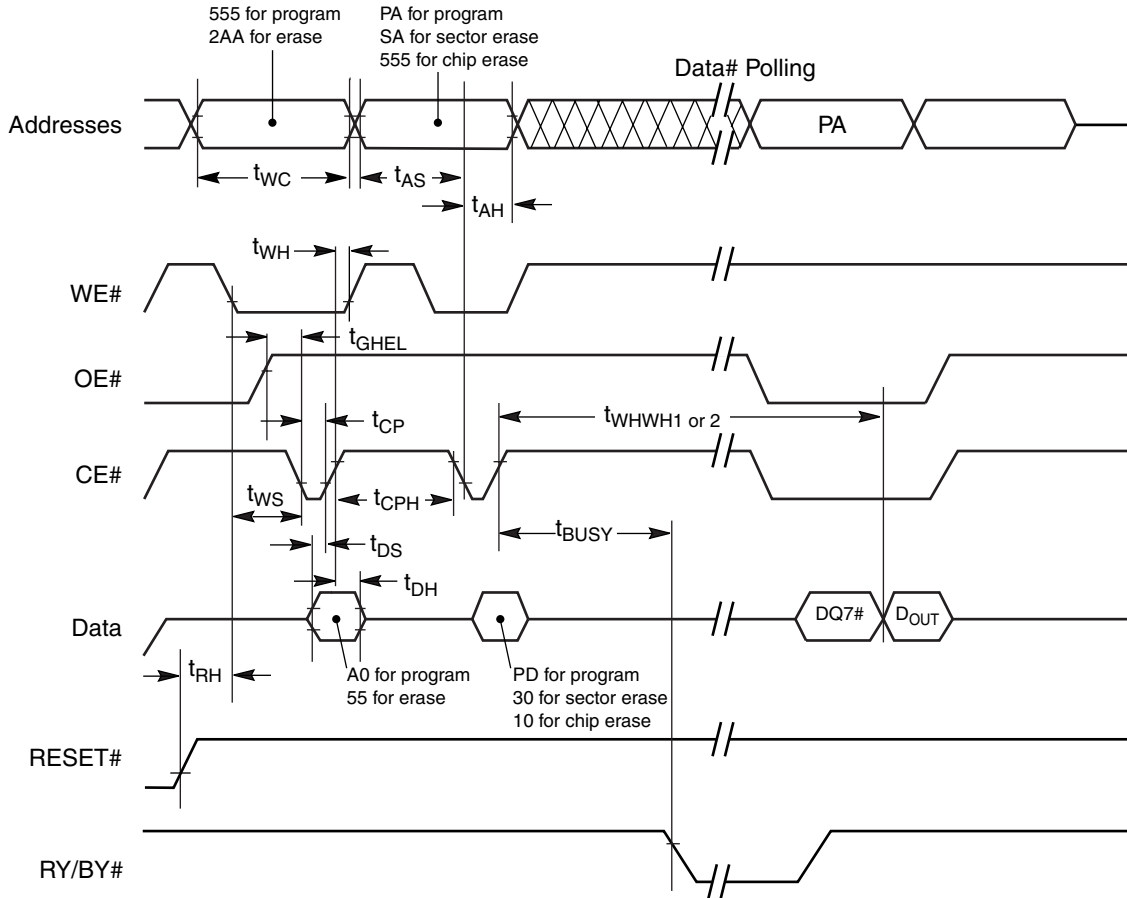 555 for program
2AA for erase
PA for program
SA for sector erase
555 for chip erase
Data# Polling
Addresses
PA
tWC
tAS
tAH
tWH
WE#
tGHEL
OE#
tCP
tWHWH1 or 2
CE#
tWS
tCPH
tBUSY
tDS
tDH
Data
DQ7#
DOUT
tRH
A0 for program
55 for erase
PD for program
30 for sector erase
10 for chip erase
RESET#
RY/BY#